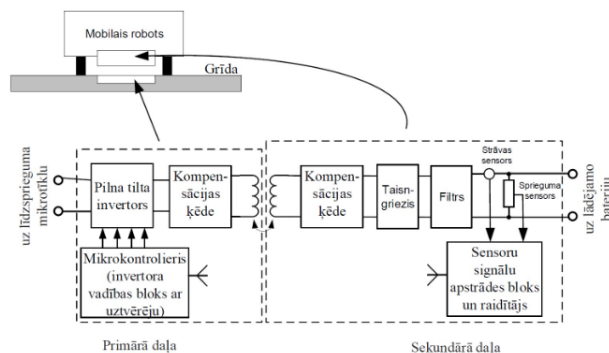 Mobilais robots
Grīda
uz līdzsprieguma
mikrotīklu
Pilna tilta
invertors
Kompen-
sācijas
ķēde
Mikrokontrolieris
(invertora
vadības bloks ar
uztvērēju)
Primārā daļa
Kompen-
sācijas
ķēde
Taisn-
griezis
Filtrs
Strāvas
sensors
Sprieguma
sensors
uz lādējamo
bateriju
Sensoru
signālu
apstrādes bloks
un raidītājs
Sekundārā daļa